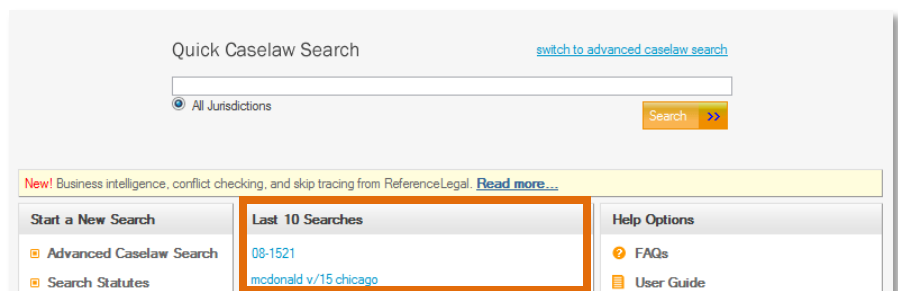 Quick Caselaw Search switch to advanced caselaw search
All Jurisdictions
Search >>
New! Business intelligence, conflict checking, and skip tracing from ReferenceLegal. Read more...
Start a New Search
Advanced Caselaw Search
Search Statutes
Last 10 Searches
08-1521
mcdonald v/15 chicago
Help Options
FAQs
User Guide